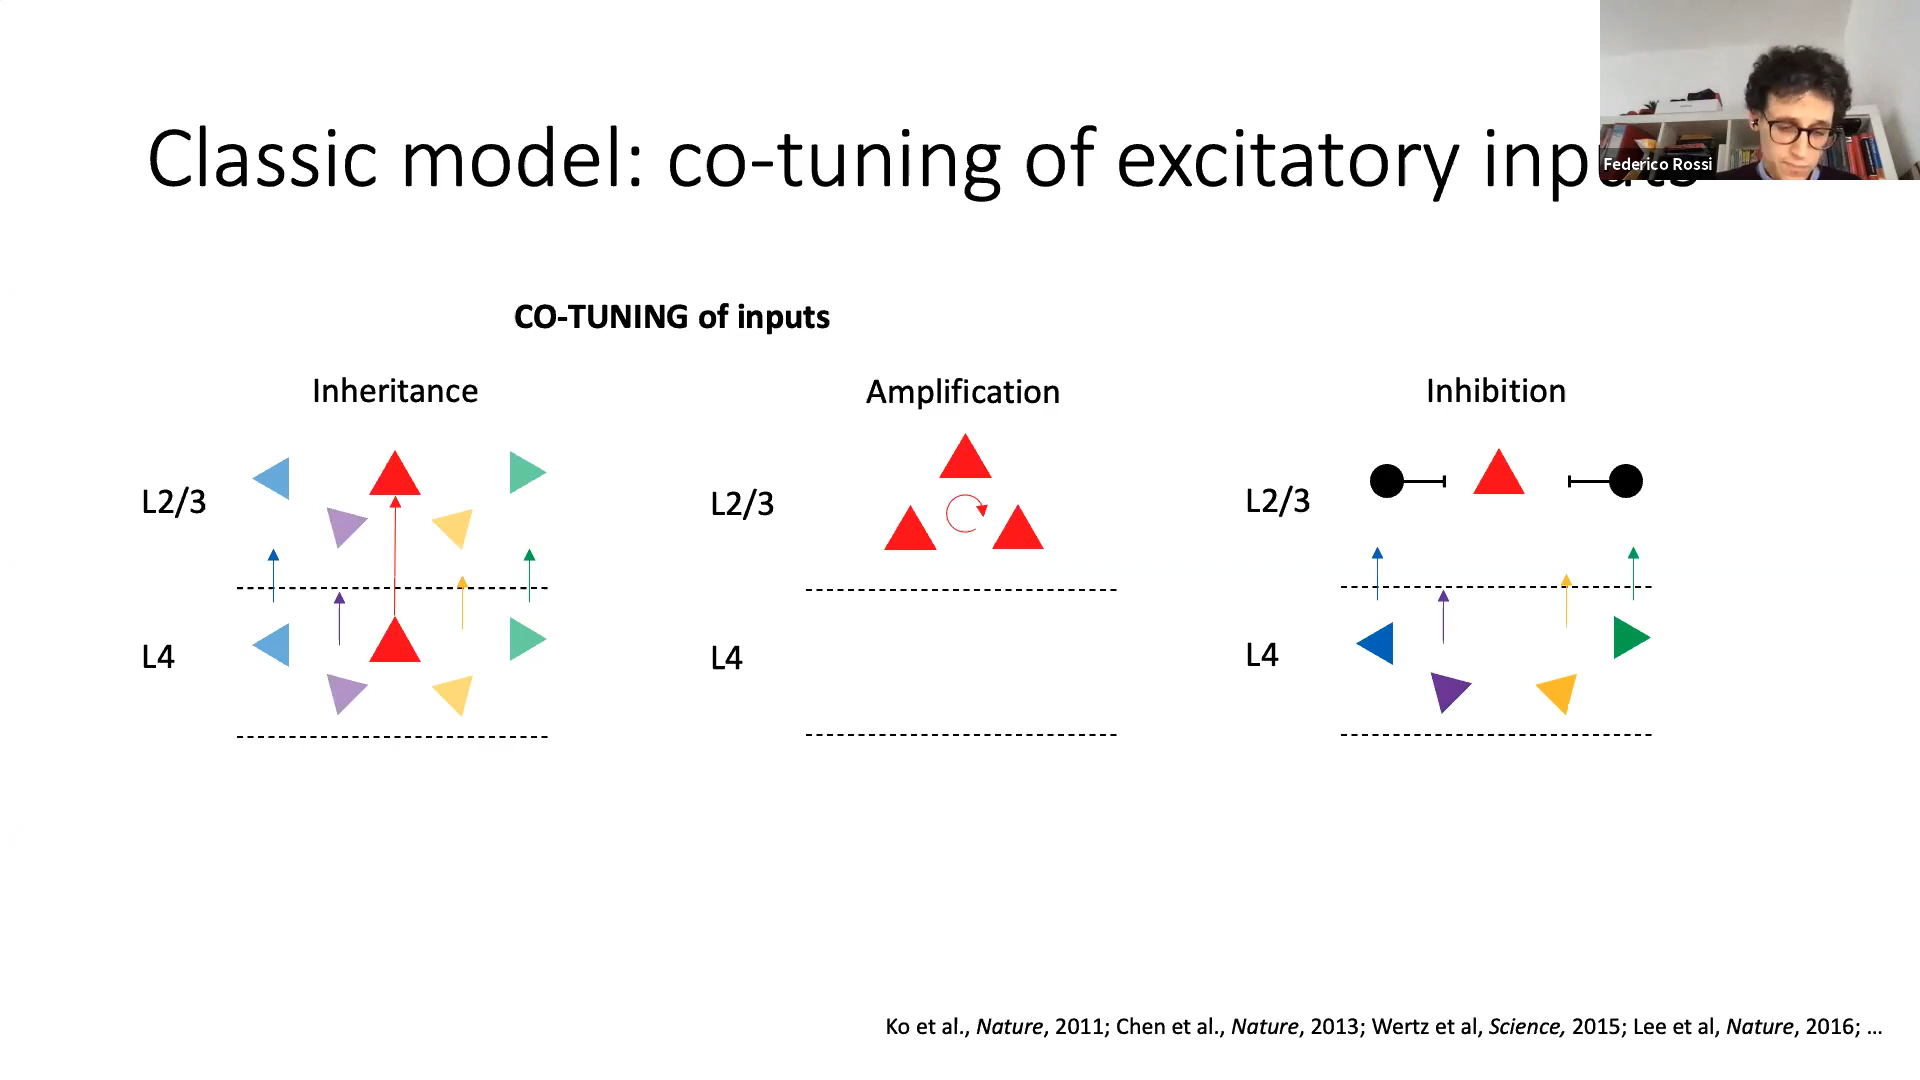 Classic model: co-tuning of excitatory inputs
Federico Rossi
CO-TUNING of inputs
Inheritance
Amplification
Inhibition
L2/3
L2/3
L2/3
L4
L4
L4
Ko et al., Nature, 2011; Chen et al., Nature, 2013; Wertz et al, Science, 2015; Lee et al, Nature, 2016; ...